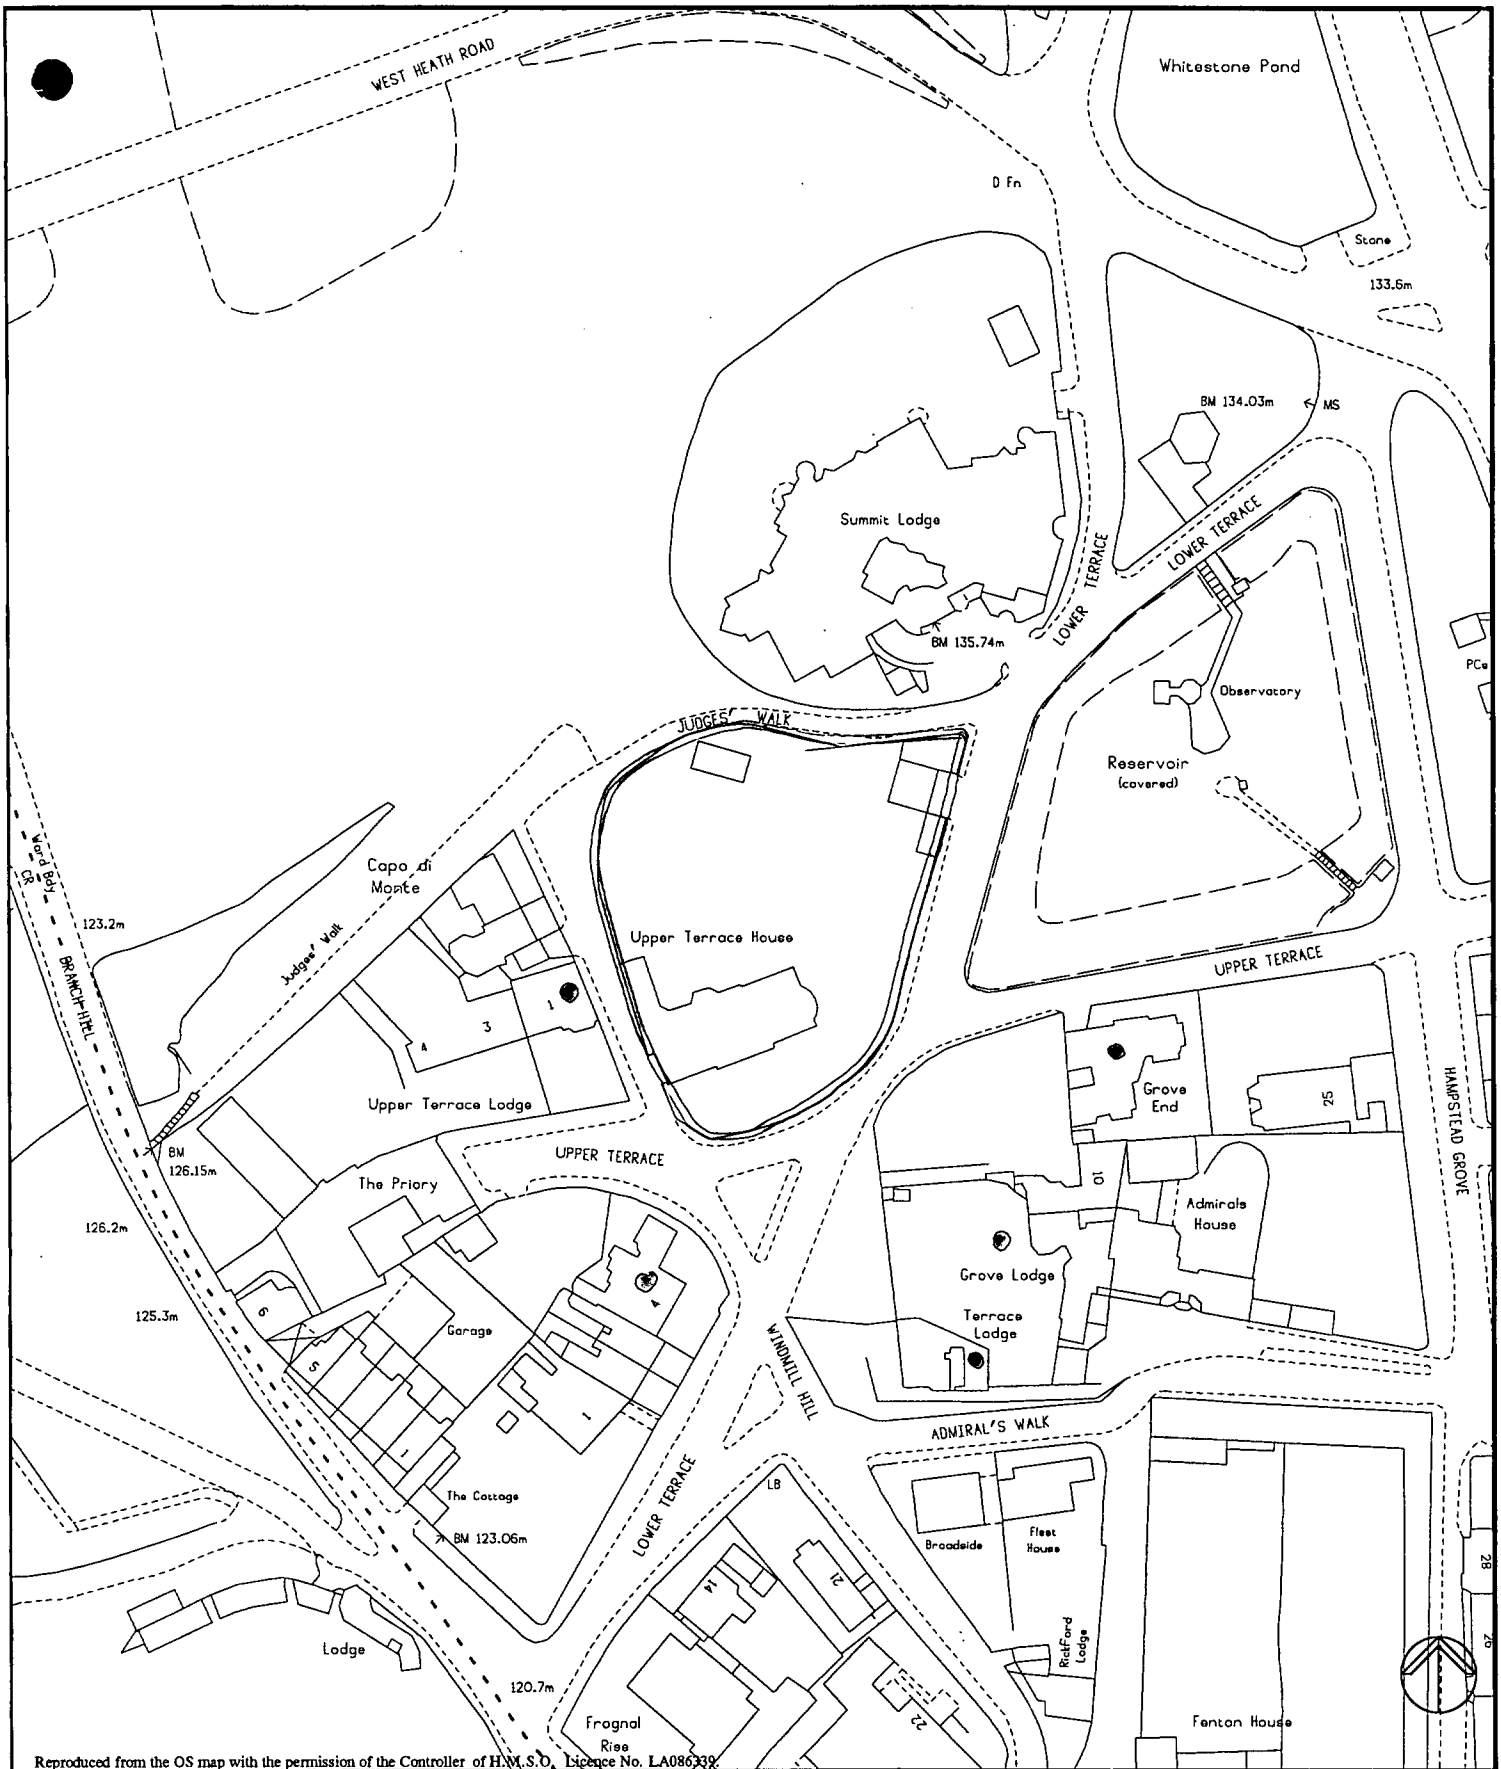 WEST HEATH ROAD
Whitestone Pond
D Fn
Stone
133.6m
BM 134.03m
MS
Summit Lodge
LOWER TERRACE
LOWER
TERRACE
BM 135.74m
PCs
Observatory
JUDGES' WALK
Reservoir
(covered)
Ward Bdy
CR
Capo di
Monte
123.2m
Judges' Walk
Upper Terrace House
BRANCH HILL
UPPER TERRACE
1
3
4
Grove
End
25
HAMPSTEAD GROVE
Upper Terrace Lodge
BM
126.15m
UPPER TERRACE
The Priory
10
Admirals
House
126.2m
Grove Lodge
4
6
125.3m
Garage
Terrace
Lodge
WINDMILL HILL
5
1
1
ADMIRAL'S WALK
LB
The Cottage
BM 123.06m
LOWER TERRACE
Broadside
Fleet
House
21
14
28
26
Lodge
Rickford
Lodge
120.7m
22
Frognal
Rise
Fenton House
Reproduced from the OS map with the permission of the Controller of H.M.S.O. Licence No. LA086339.